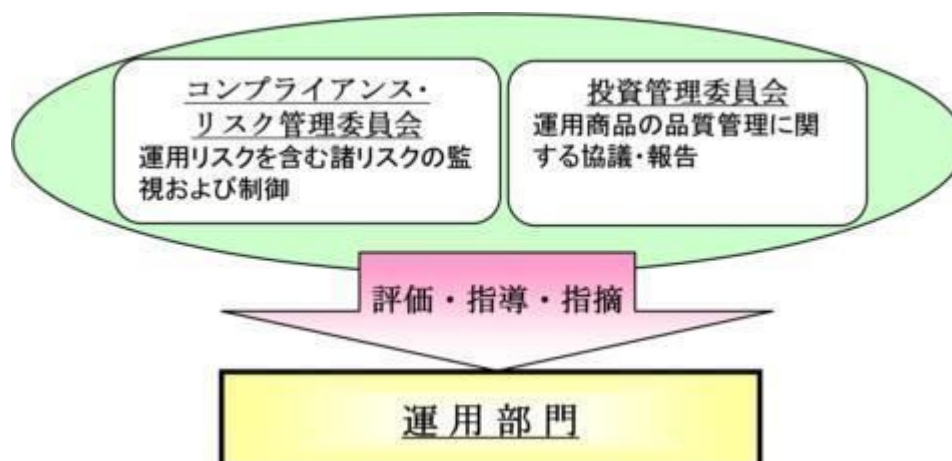 コンプライアンス・
リスク管理委員会
運用リスクを含む諸リスクの監
視および制御
投資管理委員会
運用商品の品質管理に関
する協議・報告
評価・指導・指摘
運用部門